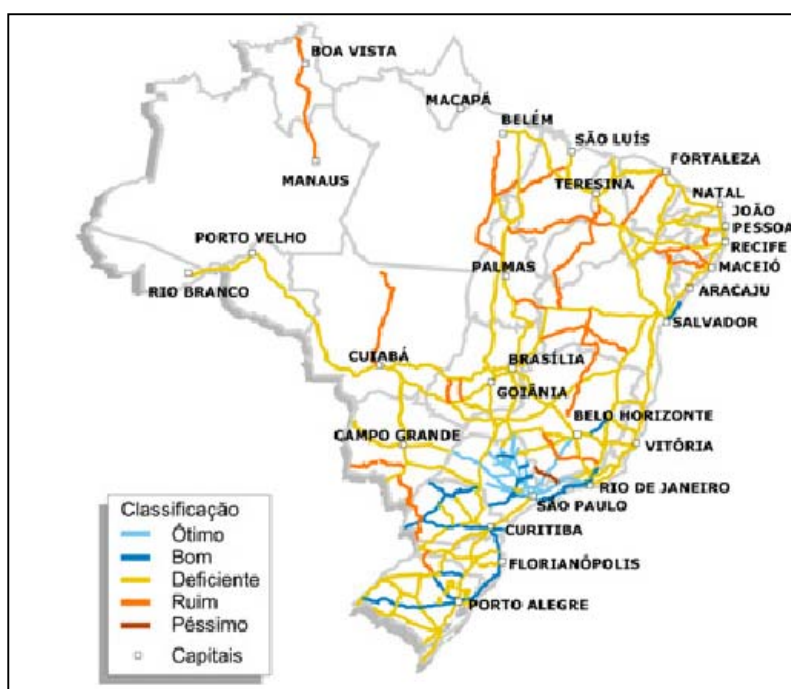 BOA VISTA
MACAPÁ
BELÉM
SÃO LUÍS
FORTALEZA
MANAUS
TERESINA
NATAL
JOÃO
PESSOA
RECIFE
PORTO VELHO
PALMAS
MACEIÓ
RIO BRANCO
ARACAJU
SALVADOR
CUIABÁ
BRASÍLIA
GOIÂNIA
BELO HORIZONTE
CAMPO GRANDE
VITÓRIA
RIO DE JANEIRO
SÃO PAULO
CURITIBA
FLORIANÓPOLIS
PORTO ALEGRE
Classificação
Ótimo
Bom
Deficiente
Ruim
Péssimo
Capitais